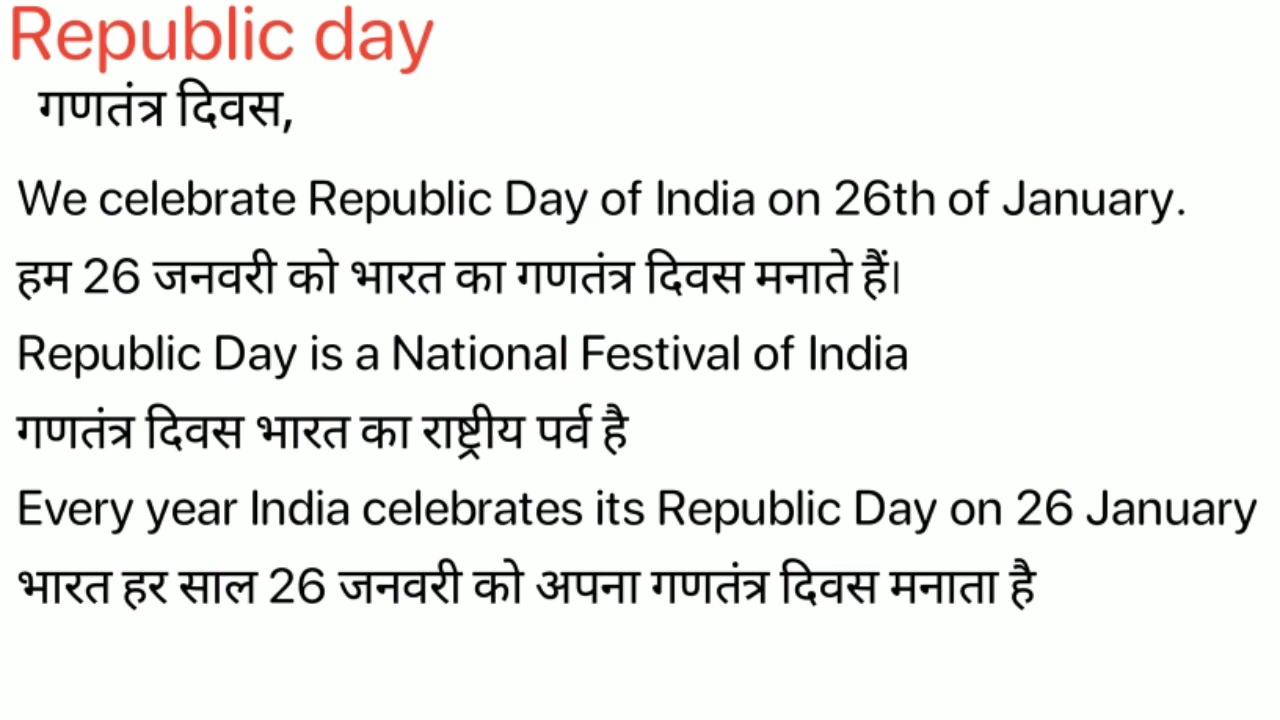 Republic day
गणतंत्र दिवस,
We celebrate Republic Day of India on 26th of January.
हम 26 जनवरी को भारत का गणतंत्र दिवस मनाते हैं।
Republic Day is a National Festival of India
गणतंत्र दिवस भारत का राष्ट्रीय पर्व है
Every year India celebrates its Republic Day on 26 January
भारत हर साल 26 जनवरी को अपना गणतंत्र दिवस मनाता है